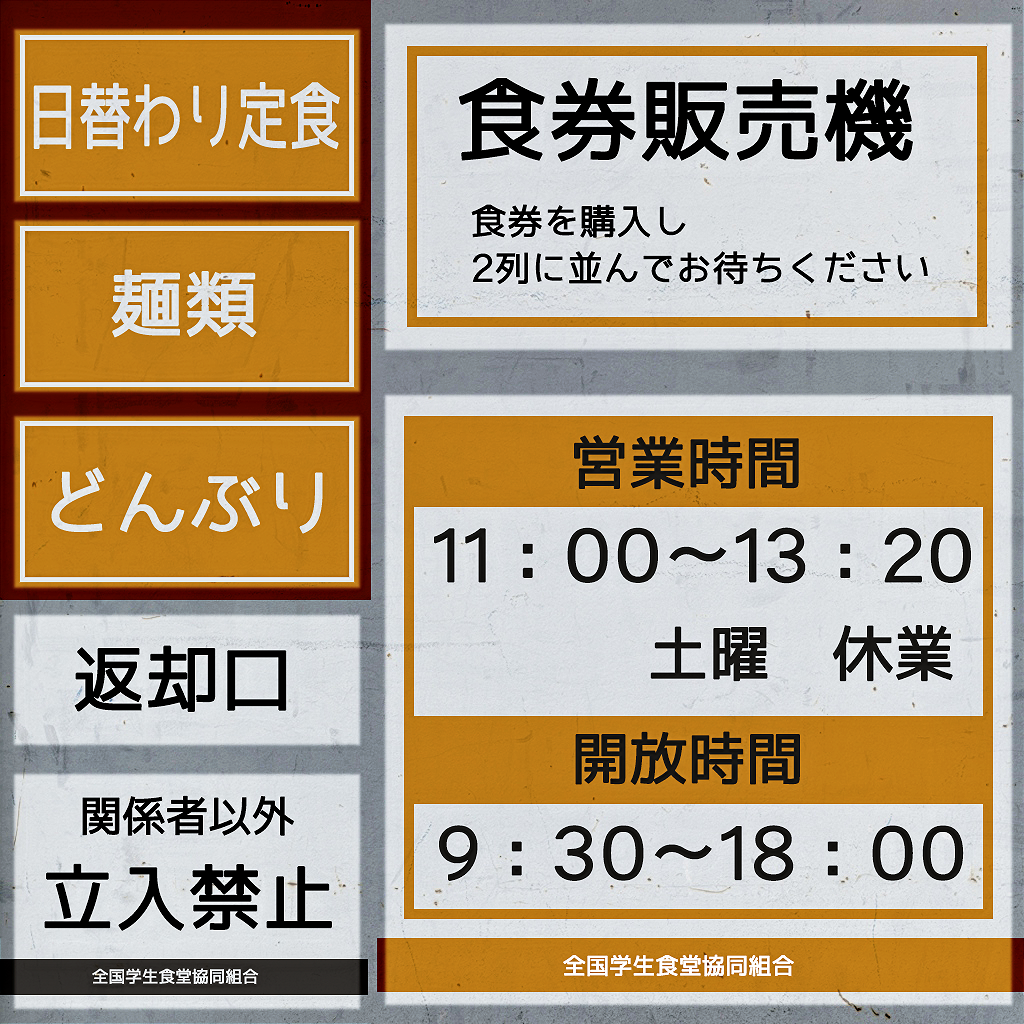 日替わり定食
麺類
どんぶり
返却口
関係者以外
立入禁止
全国学生食堂協同組合
食券販売機
食券を購入し
2列に並んでお待ちください
営業時間
11：00～13：20
土曜　休業
開放時間
9：30～18：00
全国学生食堂協同組合